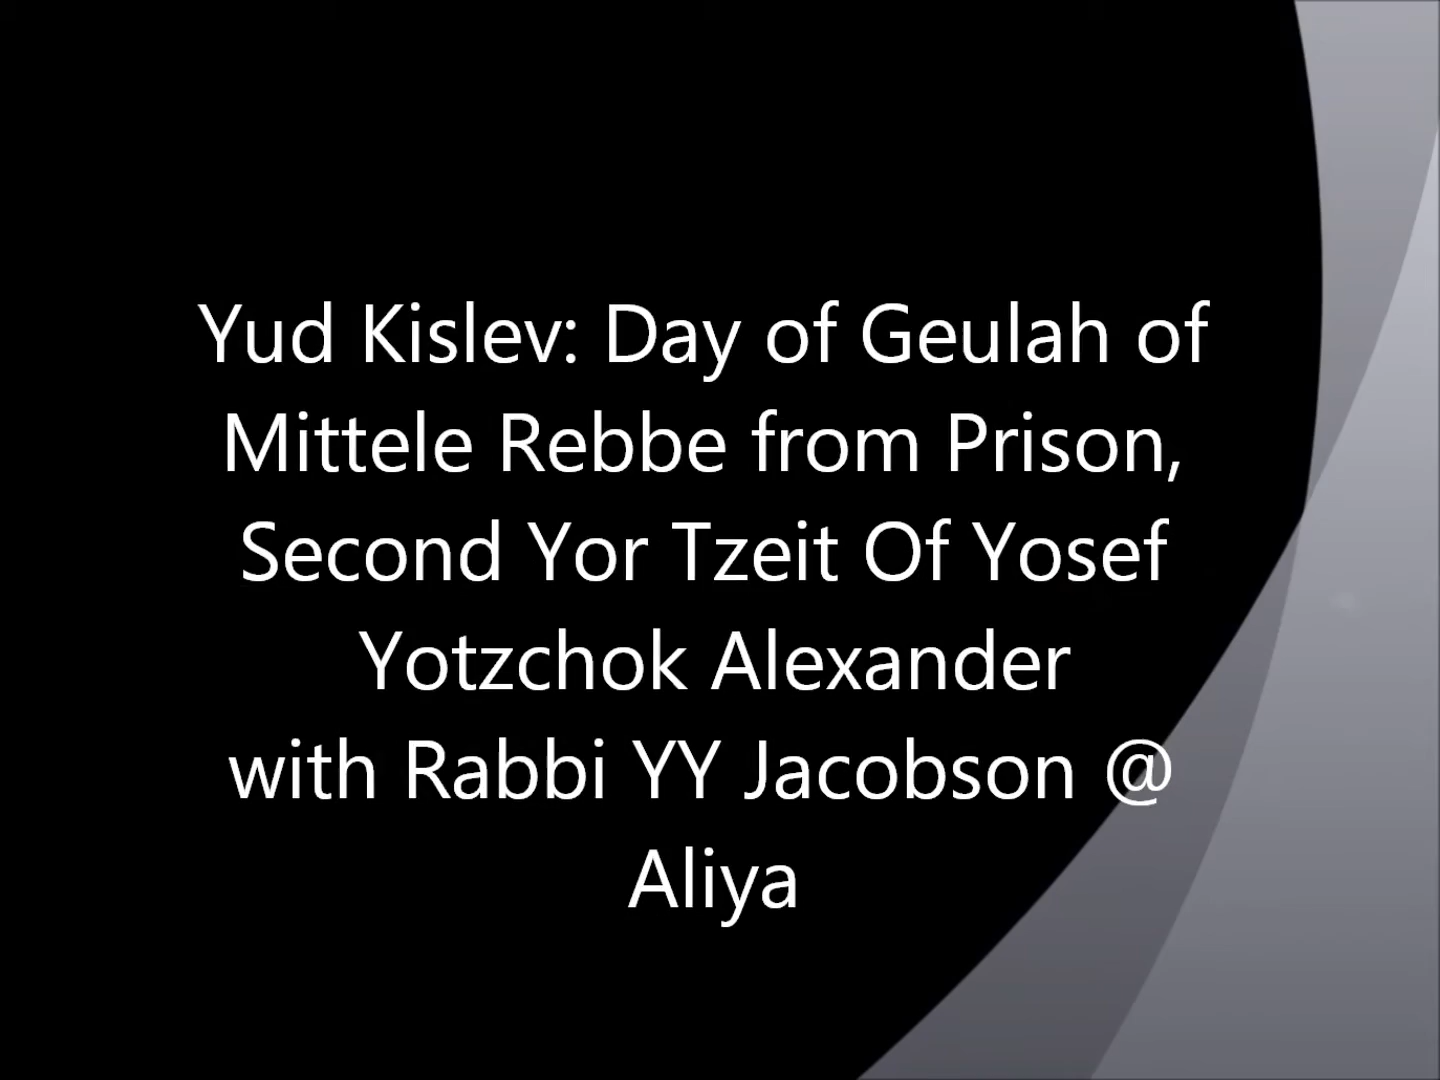 Yud Kislev: Day of Geulah of
Mittele Rebbe from Prison,
Second Yor Tzeit Of Yosef
Yotzchok Alexander
with Rabbi YY Jacobson @
Aliya